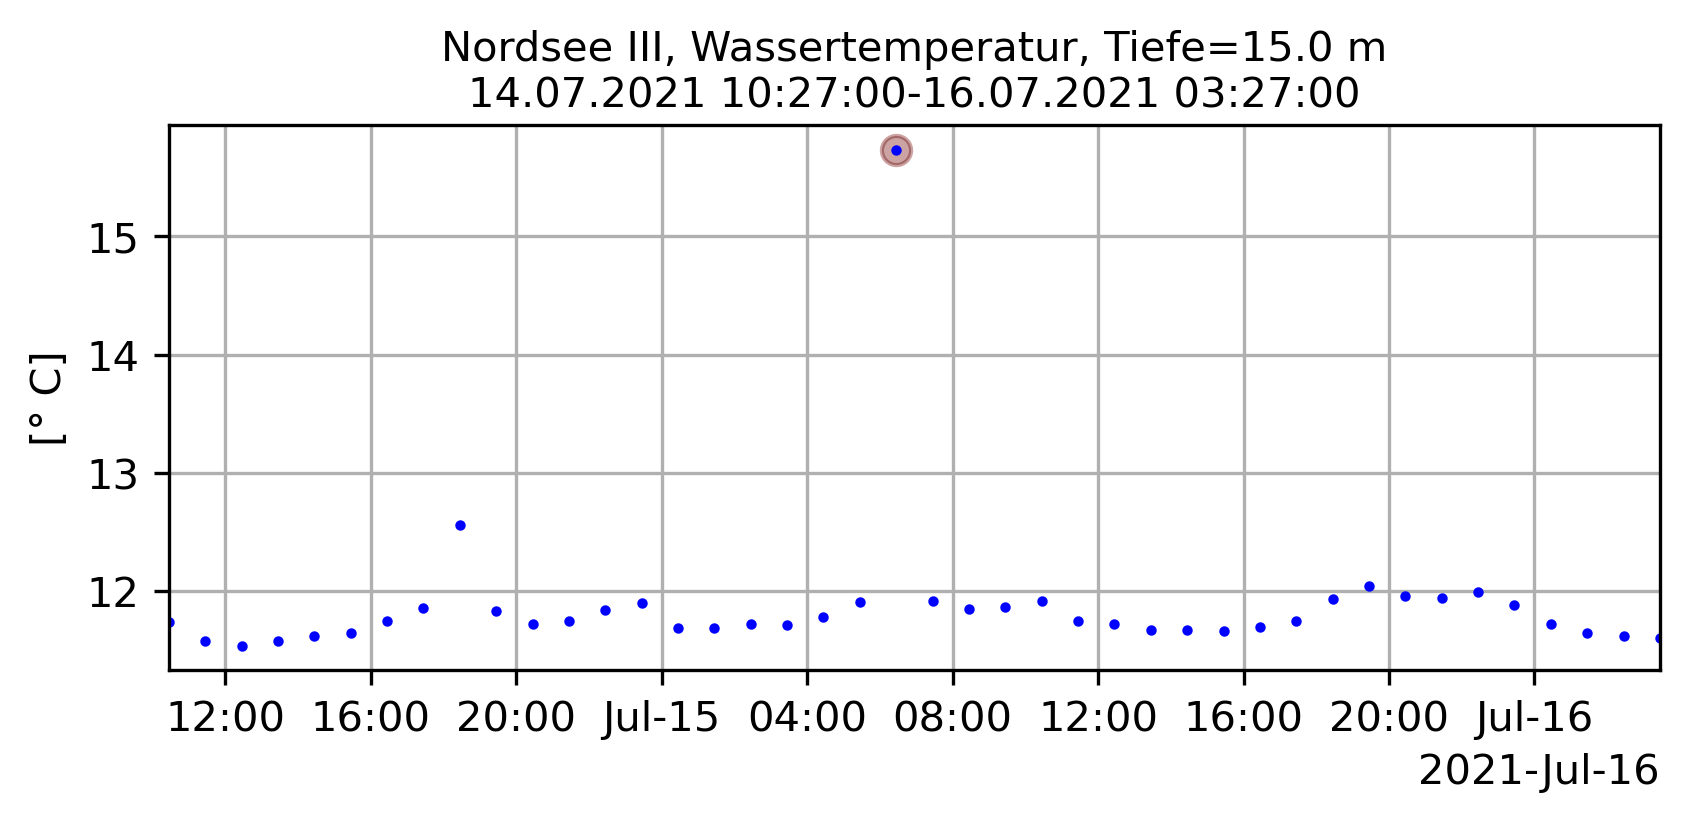 Nordsee III, Wassertemperatur, Tiefe=15.0 m
14.07.2021 10:27:00-16.07.2021 03:27:00
[° C]
15
14
13
12
12:00 16:00 20:00 Jul-15 04:00 08:00 12:00 16:00 20:00 Jul-16
2021-Jul-16